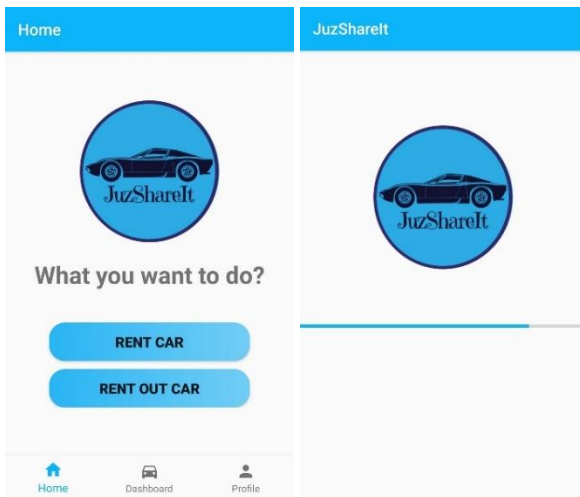 Home
JuzShareIt
What you want to do?
RENT CAR
RENT OUT CAR
Home Dashboard Profile
JuzShareIt
JuzShareIt